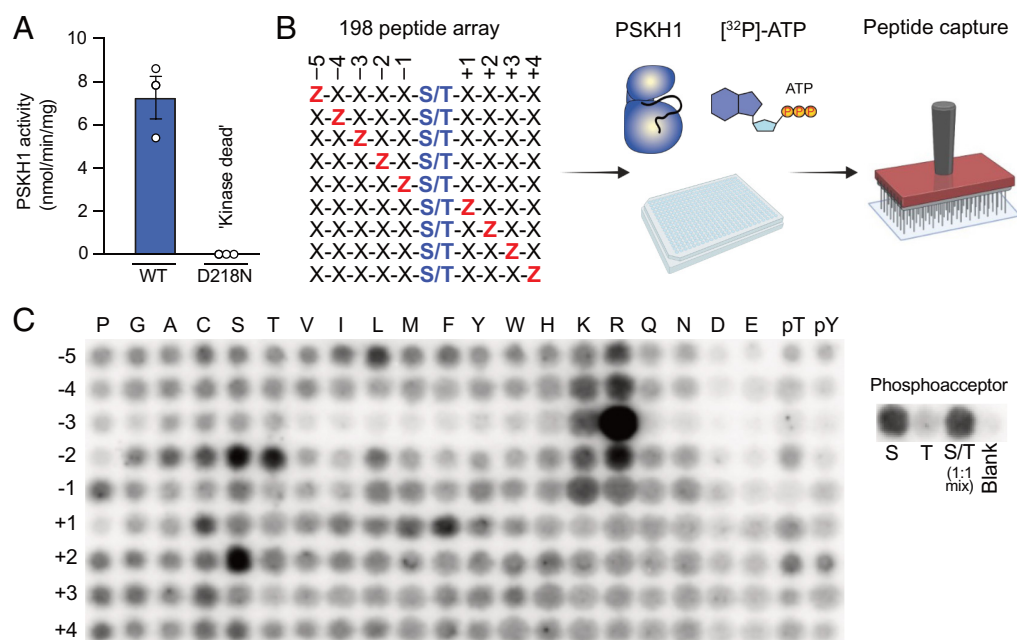 A
PSKH1 activity
(nmol/min/mg)
10
8
6
4
2
0
'Kinase dead'
WT
D218N
B
198 peptide array
−5
−4
−3
−2
−1
+1
+2
+3
+4
Z-X-X-X-X-S/T-X-X-X-X
X-Z-X-X-X-S/T-X-X-X-X
X-X-Z-X-X-S/T-X-X-X-X
X-X-X-Z-X-S/T-X-X-X-X
X-X-X-X-Z-S/T-X-X-X-X
X-X-X-X-X-S/T-Z-X-X-X
X-X-X-X-X-S/T-X-Z-X-X
X-X-X-X-X-S/T-X-X-Z-X
X-X-X-X-X-S/T-X-X-X-Z
PSKH1
[³²P]-ATP
ATP
P P P
Peptide capture
C
P G A C S T V I L M F Y W H K R Q N D E pT pY
-5
-4
-3
-2
-1
+1
+2
+3
+4
Phosphoacceptor
S T S/T Blank
(1:1
mix)